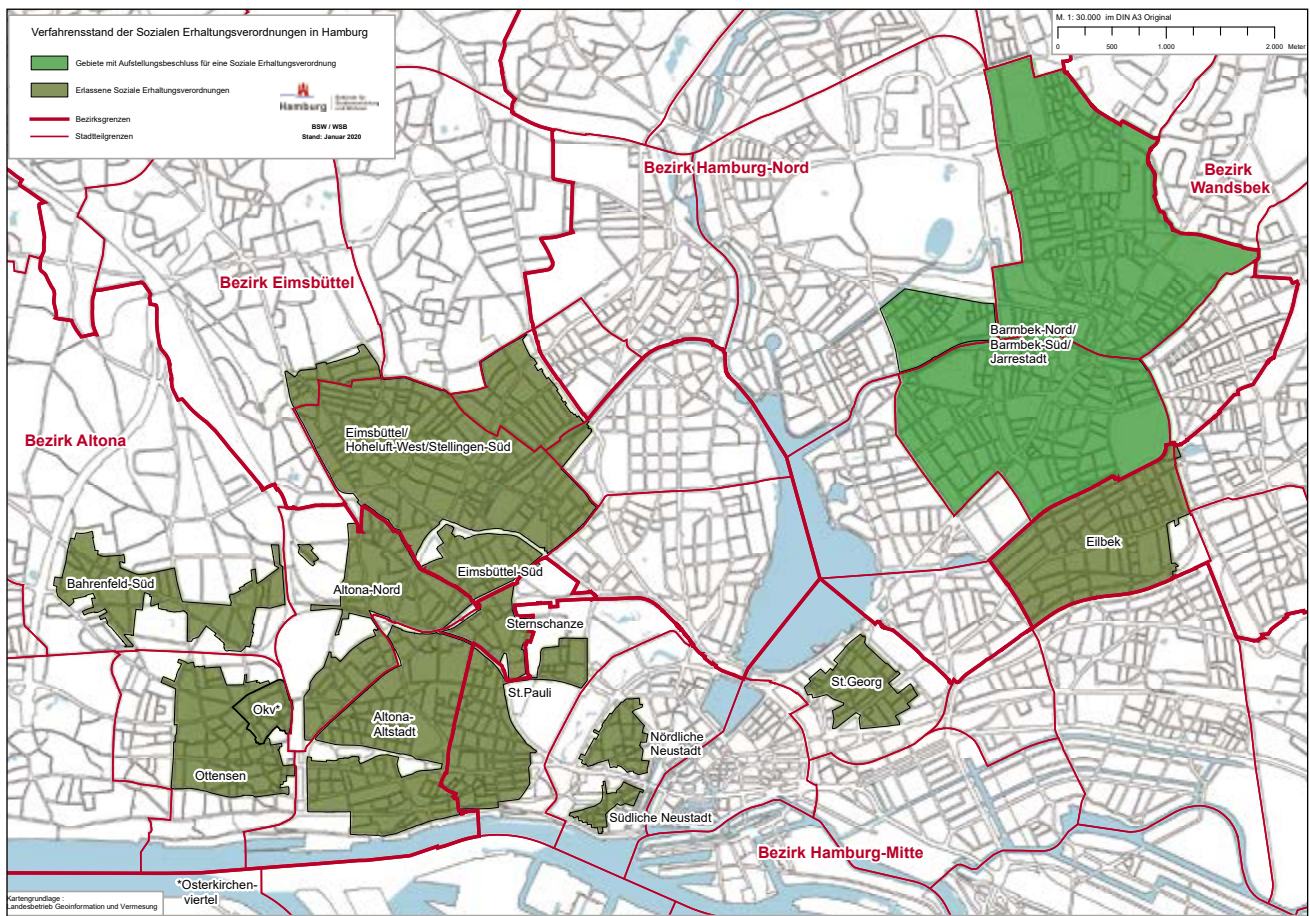 Verfahrensstand der Sozialen Erhaltungsverordnungen in Hamburg
Gebiete mit Aufstellungsbeschluss für eine Soziale Erhaltungsverordnung
Erlassene Soziale Erhaltungsverordnungen
Bezirksgrenzen
Stadtteilgrenzen
Hamburg
BSW / WSB
Stand: Januar 2020
M. 1: 30.000 im DIN A3 Original
0 500 1.000 2.000 Meter
Bezirk Hamburg-Nord
Bezirk
Wandsbek
Bezirk Eimsbüttel
Barmbek-Nord/
Barmbek-Süd/
Jarrestadt
Bezirk Altona
Eimsbüttel/
Hoheluft-West/Stellingen-Süd
Eilbek
Bahrenfeld-Süd
Altona-Nord
Eimsbüttel-Süd
Sternschanze
St.Georg
St.Pauli
Okv*
Altona-
Altstadt
Nördliche
Neustadt
Ottensen
Südliche Neustadt
Bezirk Hamburg-Mitte
*Osterkirchen-
viertel
Kartengrundlage :
Landesbetrieb Geoinformation und Vermesung